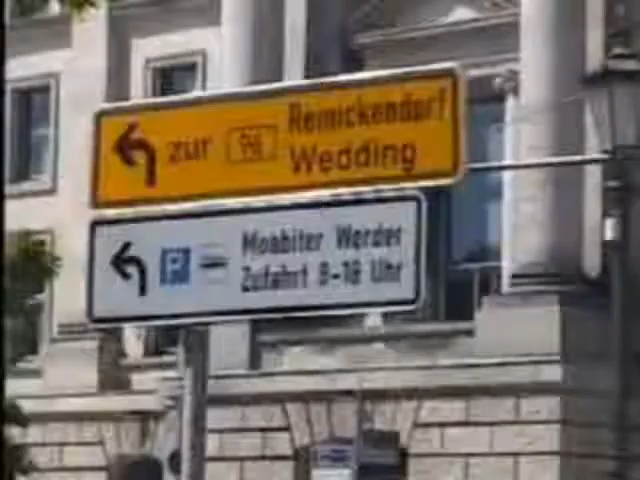 zur 96 Reinickendorf
Wedding
P Moabiter Werder
Zufahrt 8-18 Uhr